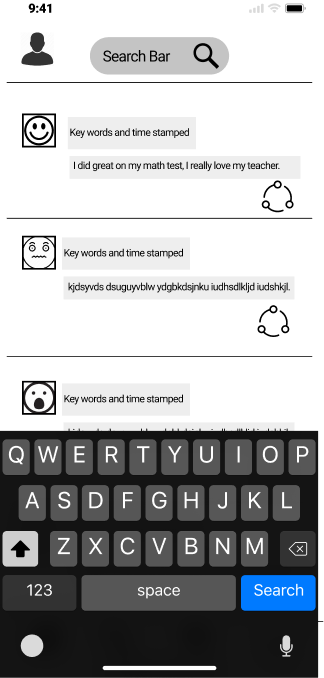 9:41
Search Bar
Key words and time stamped
I did great on my math test, I really love my teacher.
Key words and time stamped
kjdsyvds dsuguyvblw ydgbkdsjnku iudhsdlkljd iudshkjl.
Key words and time stamped
Q W E R T Y U I O P
A S D F G H J K L
Z X C V B N M
123 space Search